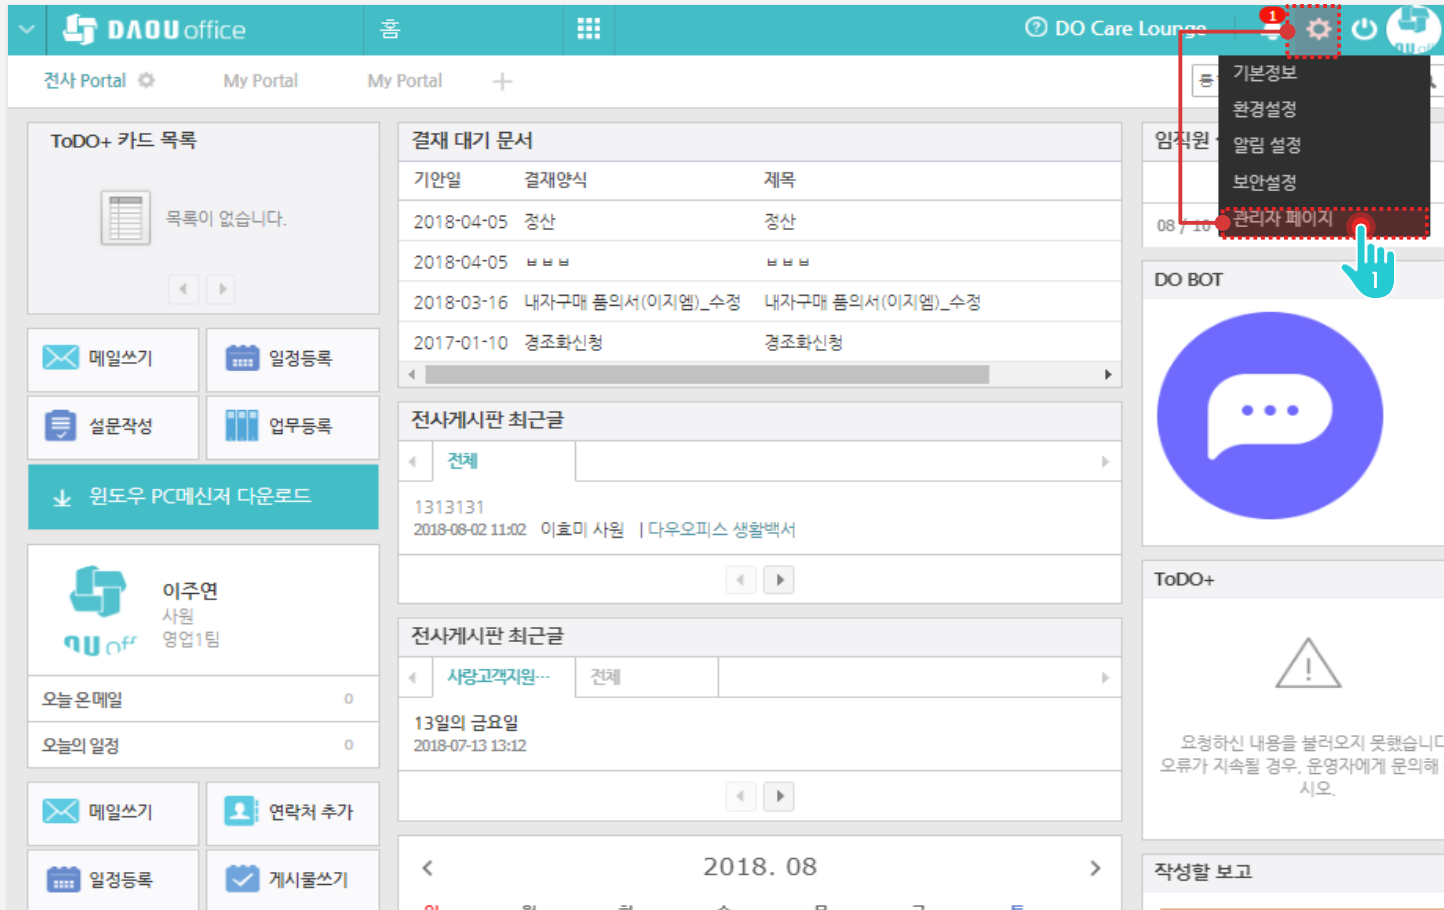 DAOU office
홈
DO Care Lounge
1
전사 Portal
My Portal
My Portal
기본정보
환경설정
알림 설정
보안설정
관리자 페이지
1
ToDO+ 카드 목록
목록이 없습니다.
메일쓰기
일정등록
설문작성
업무등록
윈도우 PC메신저 다운로드
이주연
사원
영업1팀
오늘 온 메일 0
오늘의 일정 0
메일쓰기
연락처 추가
일정등록
게시물쓰기
결재 대기 문서
기안일 결재양식 제목
2018-04-05 정산 정산
2018-04-05 ㅂㅂㅂ ㅂㅂㅂ
2018-03-16 내자구매 품의서(이지엠)_수정 내자구매 품의서(이지엠)_수정
2017-01-10 경조화신청 경조화신청
전사게시판 최근글
전체
1313131
2018-08-02 11:02 이효미 사원 | 다우오피스 생활백서
전사게시판 최근글
사랑고객지원… 전체
13일의 금요일
2018-07-13 13:12
2018. 08
임직원
08 / 10
DO BOT
ToDO+
요청하신 내용을 불러오지 못했습니다
오류가 지속될 경우, 운영자에게 문의해
시오.
작성할 보고